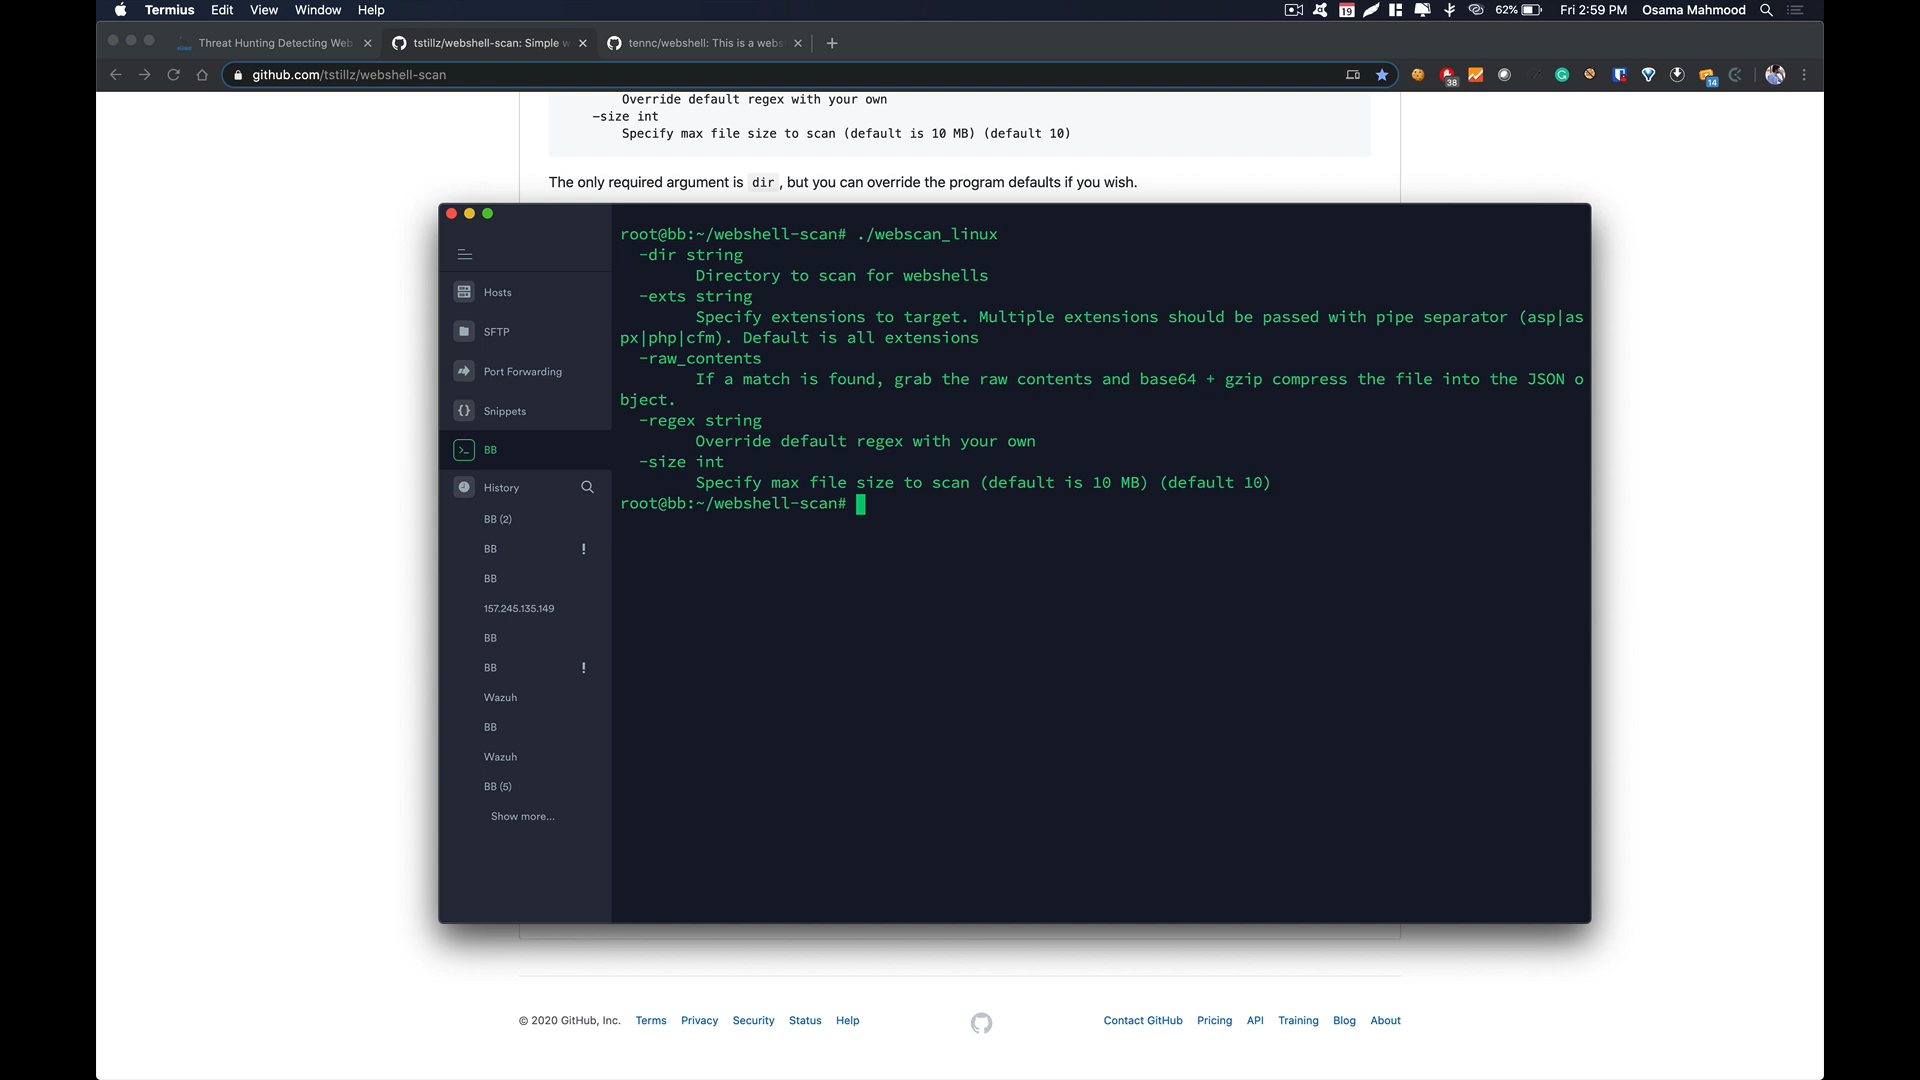 Termius Edit View Window Help
19
62%
Fri 2:59 PM Osama Mahmood
Threat Hunting Detecting Web
tstillz/webshell-scan: Simple w
tennc/webshell: This is a webs
github.com/tstillz/webshell-scan
38
14
Override default regex with your own
-size int
Specify max file size to scan (default is 10 MB) (default 10)
The only required argument is dir, but you can override the program defaults if you wish.
Hosts
SFTP
Port Forwarding
Snippets
BB
History
BB (2)
BB !
BB
157.245.135.149
BB
BB !
Wazuh
BB
Wazuh
BB (5)
Show more...
root@bb:~/webshell-scan# ./webscan_linux
-dir string
Directory to scan for webshells
-exts string
Specify extensions to target. Multiple extensions should be passed with pipe separator (asp|as
px|php|cfm). Default is all extensions
-raw_contents
If a match is found, grab the raw contents and base64 + gzip compress the file into the JSON o
bject.
-regex string
Override default regex with your own
-size int
Specify max file size to scan (default is 10 MB) (default 10)
root@bb:~/webshell-scan#
© 2020 GitHub, Inc. Terms Privacy Security Status Help
Contact GitHub Pricing API Training Blog About